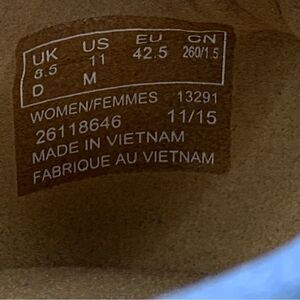 UK US EU CN
8.5 11 42.5 260/1.5
D M
WOMEN/FEMMES 13291
26118646 11/15
MADE IN VIETNAM
FABRIQUE AU VIETNAM